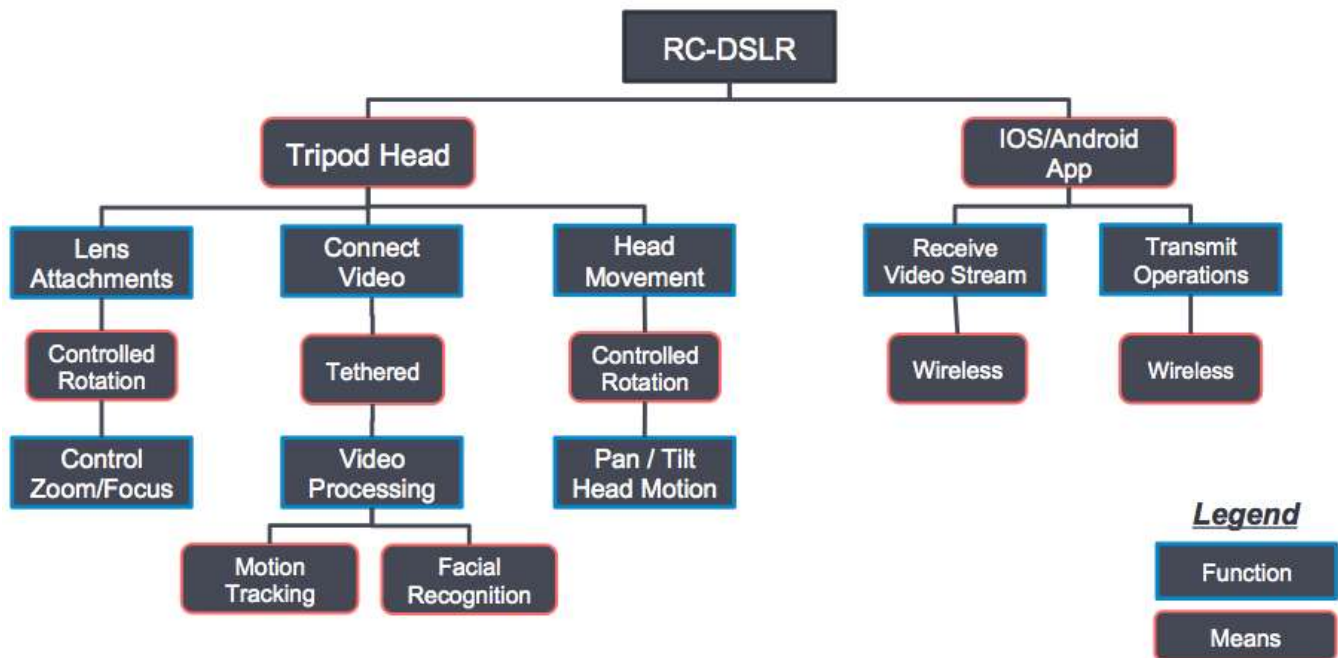 RC-DSLR
Tripod Head
IOS/Android
App
Lens
Attachments
Connect
Video
Head
Movement
Receive
Video Stream
Transmit
Operations
Controlled
Rotation
Tethered
Controlled
Rotation
Wireless
Wireless
Control
Zoom/Focus
Video
Processing
Pan / Tilt
Head Motion
Motion
Tracking
Facial
Recognition
Legend
Function
Means